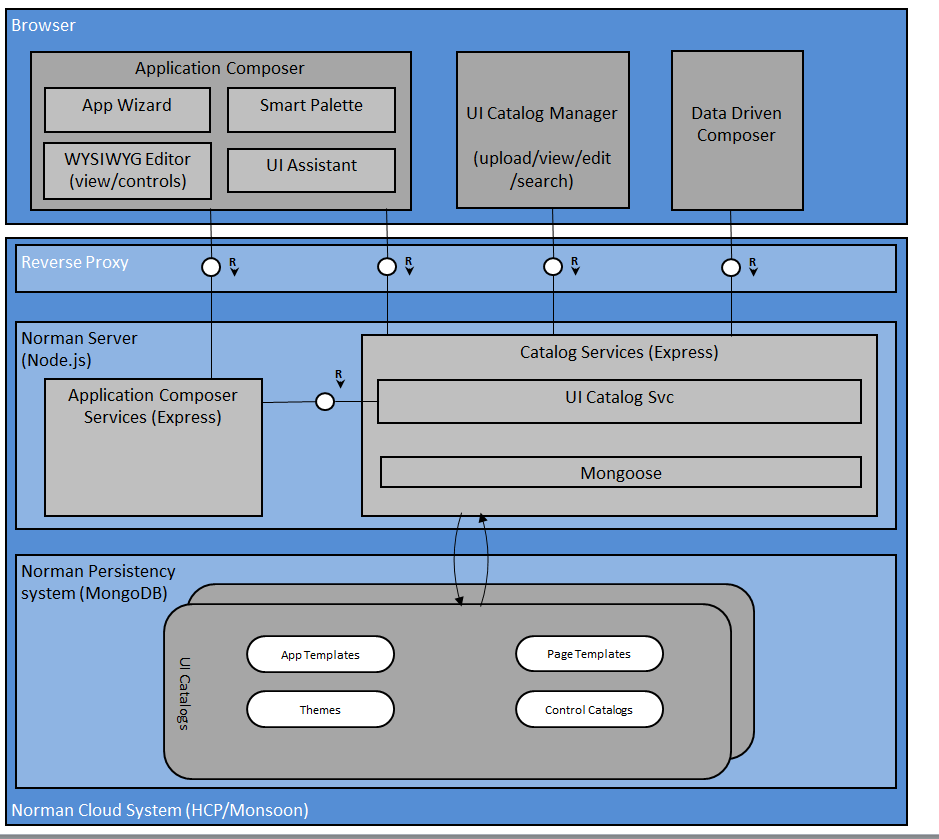 Browser
Application Composer
App Wizard
Smart Palette
WYSIWYG Editor
(view/controls)
UI Assistant
UI Catalog Manager
(upload/view/edit
/search)
Data Driven
Composer
Reverse Proxy
R
R
R
R
Norman Server
(Node.js)
Application Composer
Services (Express)
R
Catalog Services (Express)
UI Catalog Svc
Mongoose
Norman Persistency
system (MongoDB)
UI Catalogs
App Templates
Page Templates
Themes
Control Catalogs
Norman Cloud System (HCP/Monsoon)